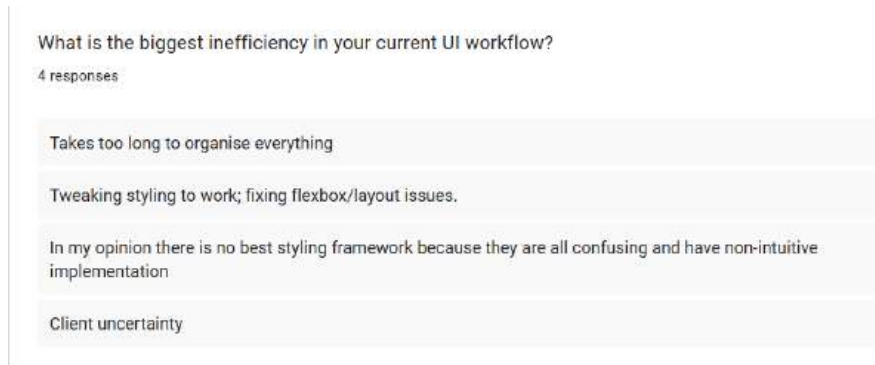 What is the biggest inefficiency in your current UI workflow?
4 responses
Takes too long to organise everything
Tweaking styling to work; fixing flexbox/layout issues.
In my opinion there is no best styling framework because they are all confusing and have non-intuitive
implementation
Client uncertainty